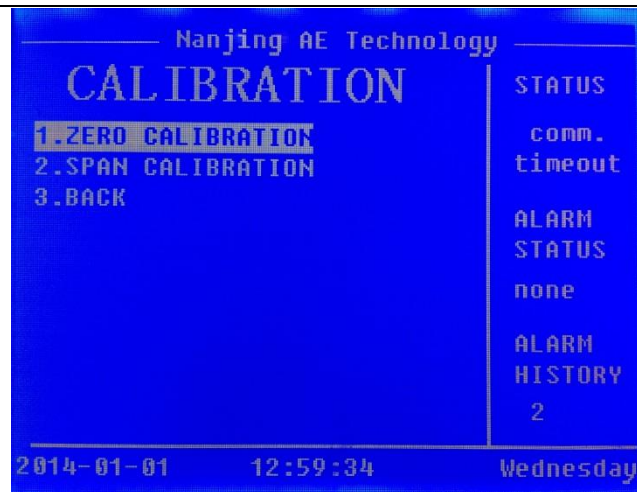 Nanjing AE Technology
CALIBRATION
1.ZERO CALIBRATION
2.SPAN CALIBRATION
3.BACK
STATUS
comm.
timeout
ALARM
STATUS
none
ALARM
HISTORY
2
2014-01-01 12:59:34 Wednesday